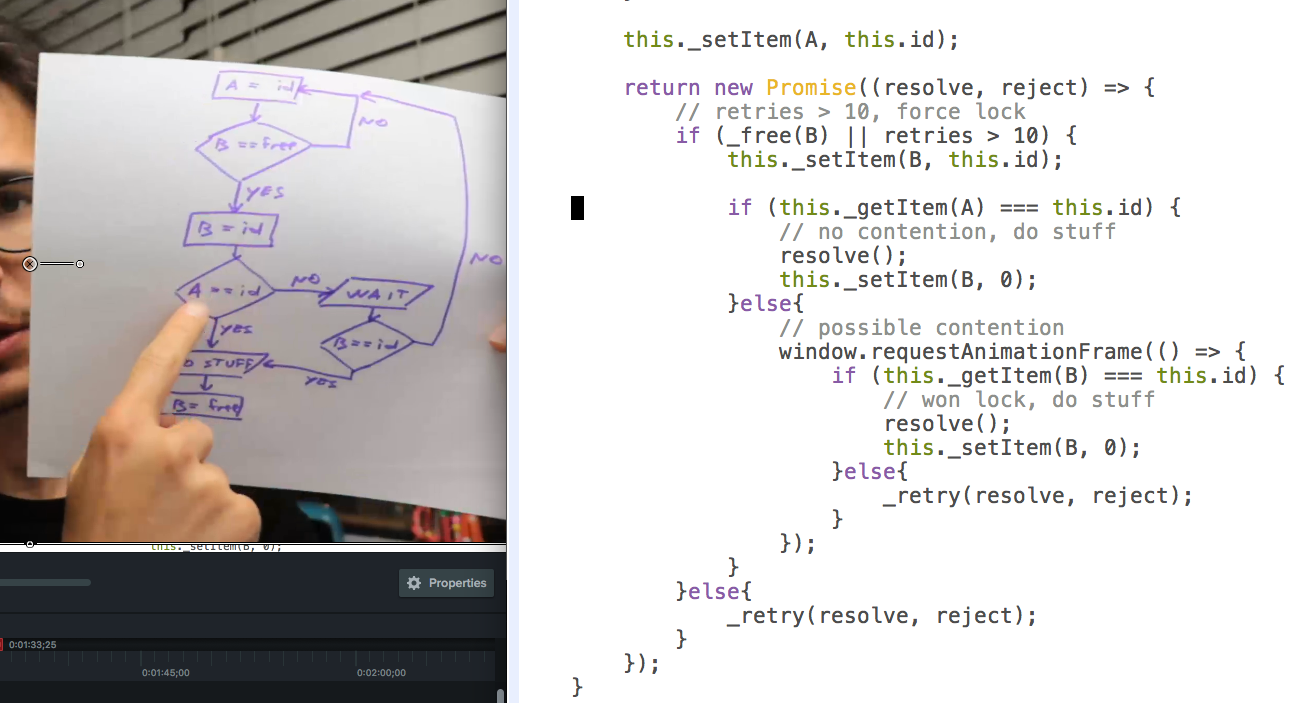 A = id
NO
B == free
YES
B = id
A == id
NO
WAIT
NO
YES
B == id
STUFF
YES
B = free
this._setItem(B, 0);
Properties
0:01:33;25
0:01:45;00
0:02:00;00
this._setItem(A, this.id);
return new Promise((resolve, reject) => {
// retries > 10, force lock
if (_free(B) || retries > 10) {
this._setItem(B, this.id);
if (this._getItem(A) === this.id) {
// no contention, do stuff
resolve();
this._setItem(B, 0);
}else{
// possible contention
window.requestAnimationFrame(() => {
if (this._getItem(B) === this.id) {
// won lock, do stuff
resolve();
this._setItem(B, 0);
}else{
_retry(resolve, reject);
}
});
}
}else{
_retry(resolve, reject);
}
});
}